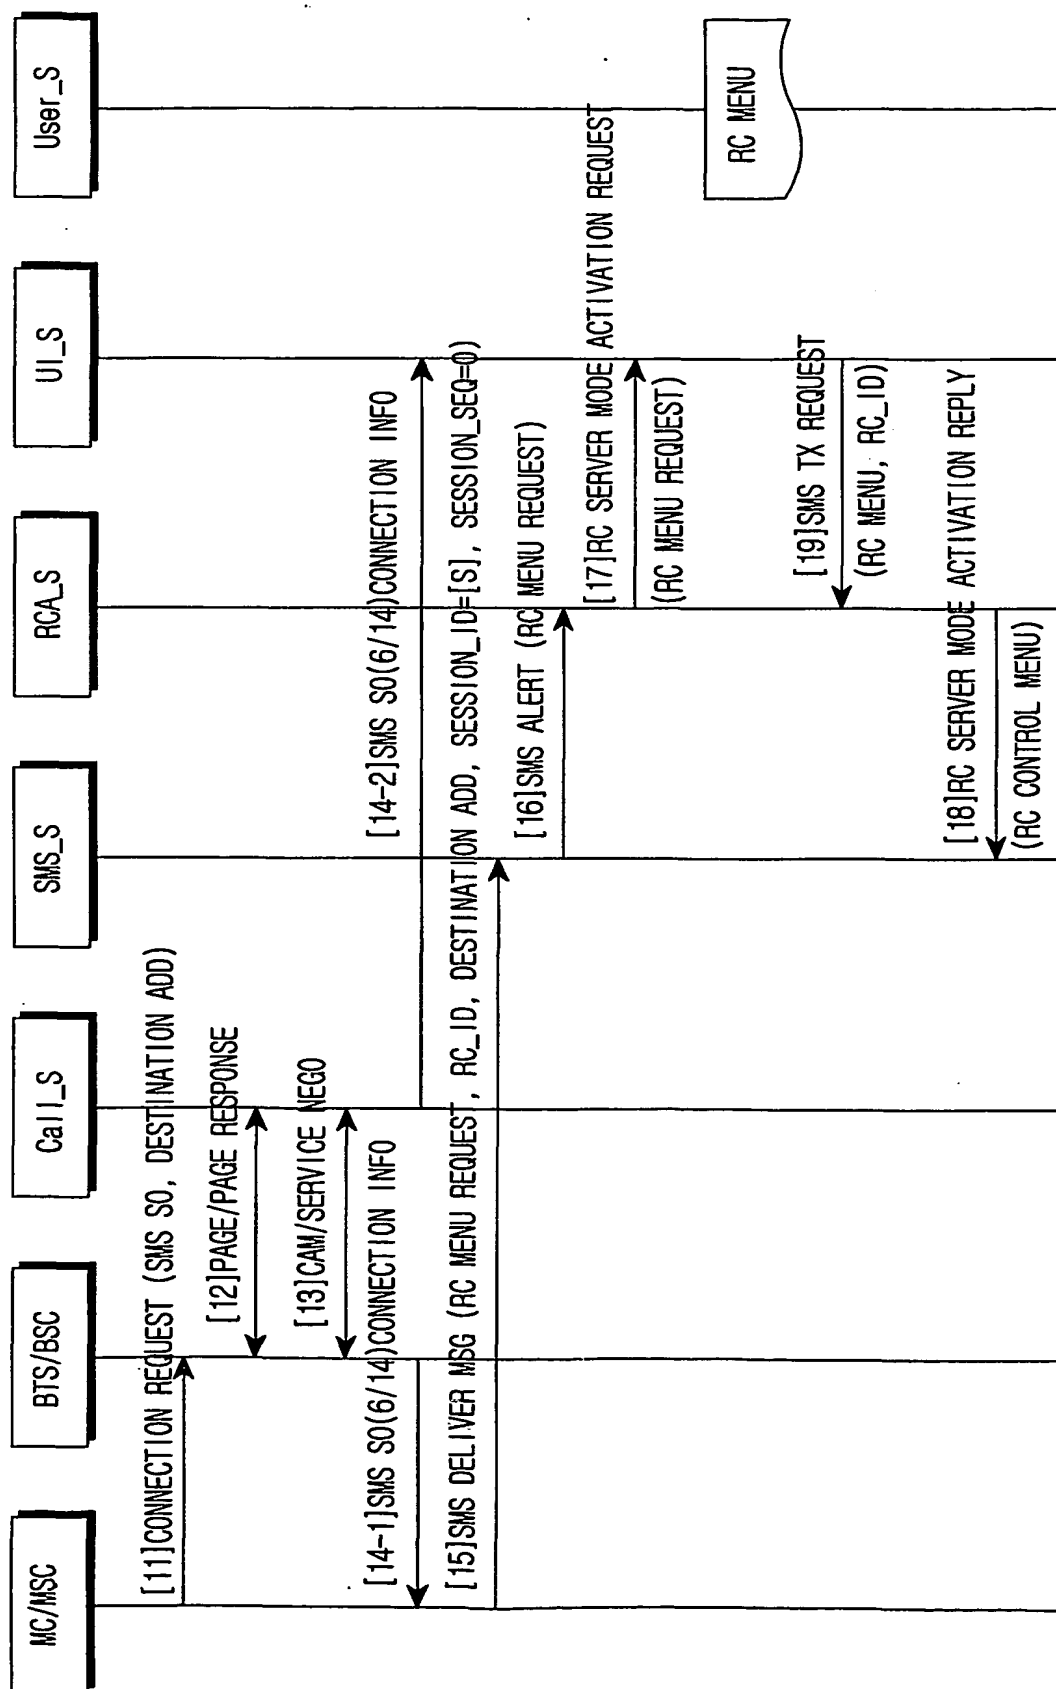 MC/MSC
BTS/BSC
Call_S
SMS_S
RCA_S
UI_S
User_S
[11]CONNECTION REQUEST (SMS SO, DESTINATION ADD)
[12]PAGE/PAGE RESPONSE
[13]CAM/SERVICE NEGO
[14-1]SMS SO(6/14)CONNECTION INFO
[14-2]SMS SO(6/14)CONNECTION INFO
[15]SMS DELIVER MSG (RC MENU REQUEST, RC_ID, DESTINATION ADD, SESSION_ID=[S], SESSION_SEQ=0)
[16]SMS ALERT (RC MENU REQUEST)
[17]RC SERVER MODE ACTIVATION REQUEST
(RC MENU REQUEST)
RC MENU
[19]SMS TX REQUEST
(RC MENU, RC_ID)
[18]RC SERVER MODE ACTIVATION REPLY
(RC CONTROL MENU)